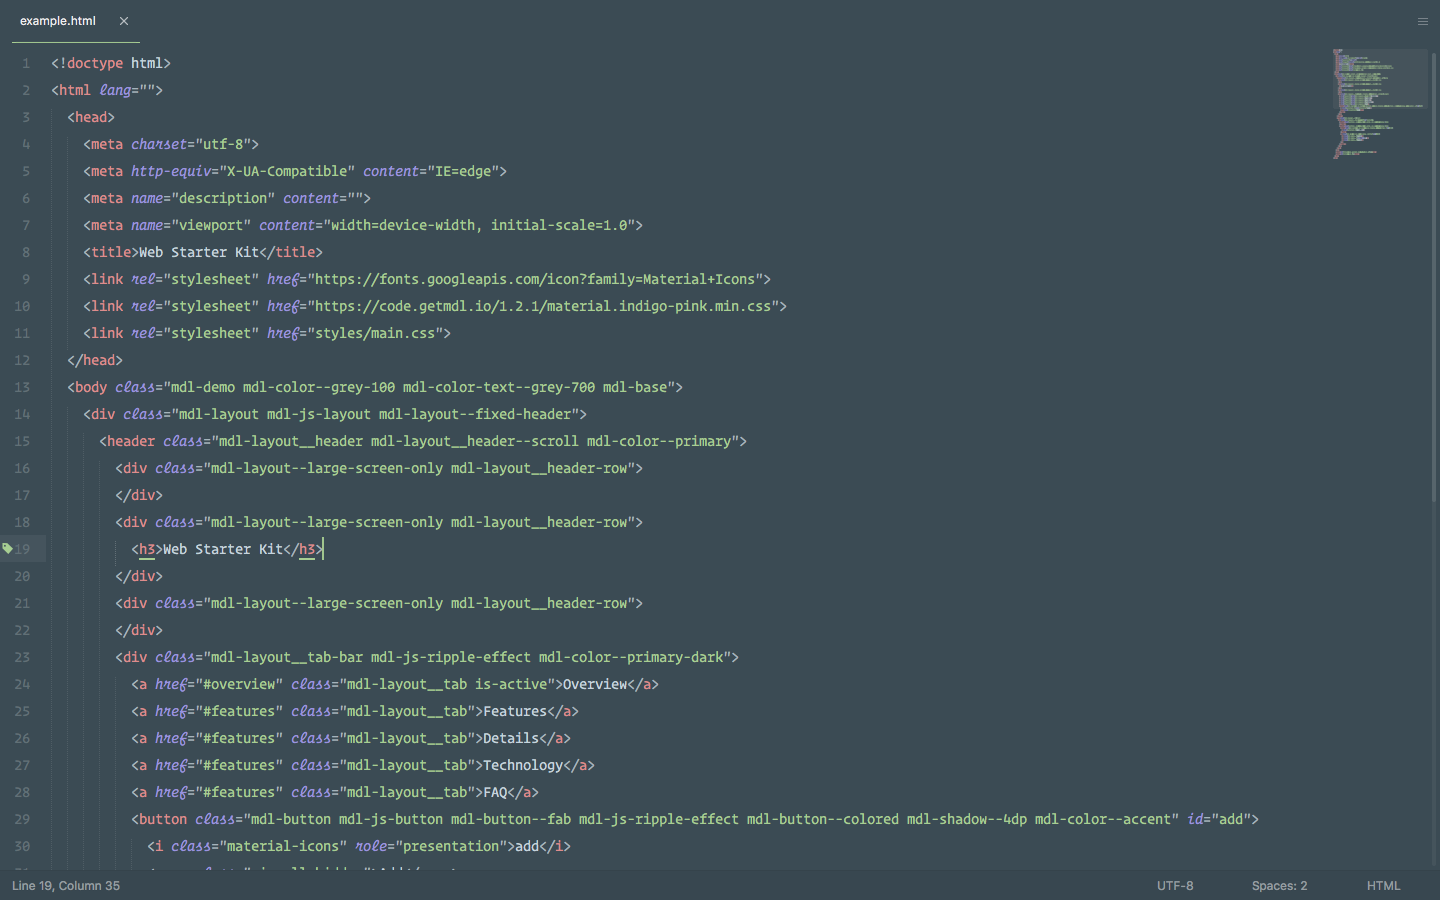 example.html ×
1 <!doctype html>
2 <html lang="">
3 <head>
4 <meta charset="utf-8">
5 <meta http-equiv="X-UA-Compatible" content="IE=edge">
6 <meta name="description" content="">
7 <meta name="viewport" content="width=device-width, initial-scale=1.0">
8 <title>Web Starter Kit</title>
9 <link rel="stylesheet" href="https://fonts.googleapis.com/icon?family=Material+Icons">
10 <link rel="stylesheet" href="https://code.getmdl.io/1.2.1/material.indigo-pink.min.css">
11 <link rel="stylesheet" href="styles/main.css">
12 </head>
13 <body class="mdl-demo mdl-color--grey-100 mdl-color-text--grey-700 mdl-base">
14 <div class="mdl-layout mdl-js-layout mdl-layout--fixed-header">
15 <header class="mdl-layout__header mdl-layout__header--scroll mdl-color--primary">
16 <div class="mdl-layout--large-screen-only mdl-layout__header-row">
17 </div>
18 <div class="mdl-layout--large-screen-only mdl-layout__header-row">
19 <h3>Web Starter Kit</h3>
20 </div>
21 <div class="mdl-layout--large-screen-only mdl-layout__header-row">
22 </div>
23 <div class="mdl-layout__tab-bar mdl-js-ripple-effect mdl-color--primary-dark">
24 <a href="#overview" class="mdl-layout__tab is-active">Overview</a>
25 <a href="#features" class="mdl-layout__tab">Features</a>
26 <a href="#features" class="mdl-layout__tab">Details</a>
27 <a href="#features" class="mdl-layout__tab">Technology</a>
28 <a href="#features" class="mdl-layout__tab">FAQ</a>
29 <button class="mdl-button mdl-js-button mdl-button--fab mdl-js-ripple-effect mdl-button--colored mdl-shadow--4dp mdl-color--accent" id="add">
30 <i class="material-icons" role="presentation">add</i>
Line 19, Column 35 UTF-8 Spaces: 2 HTML